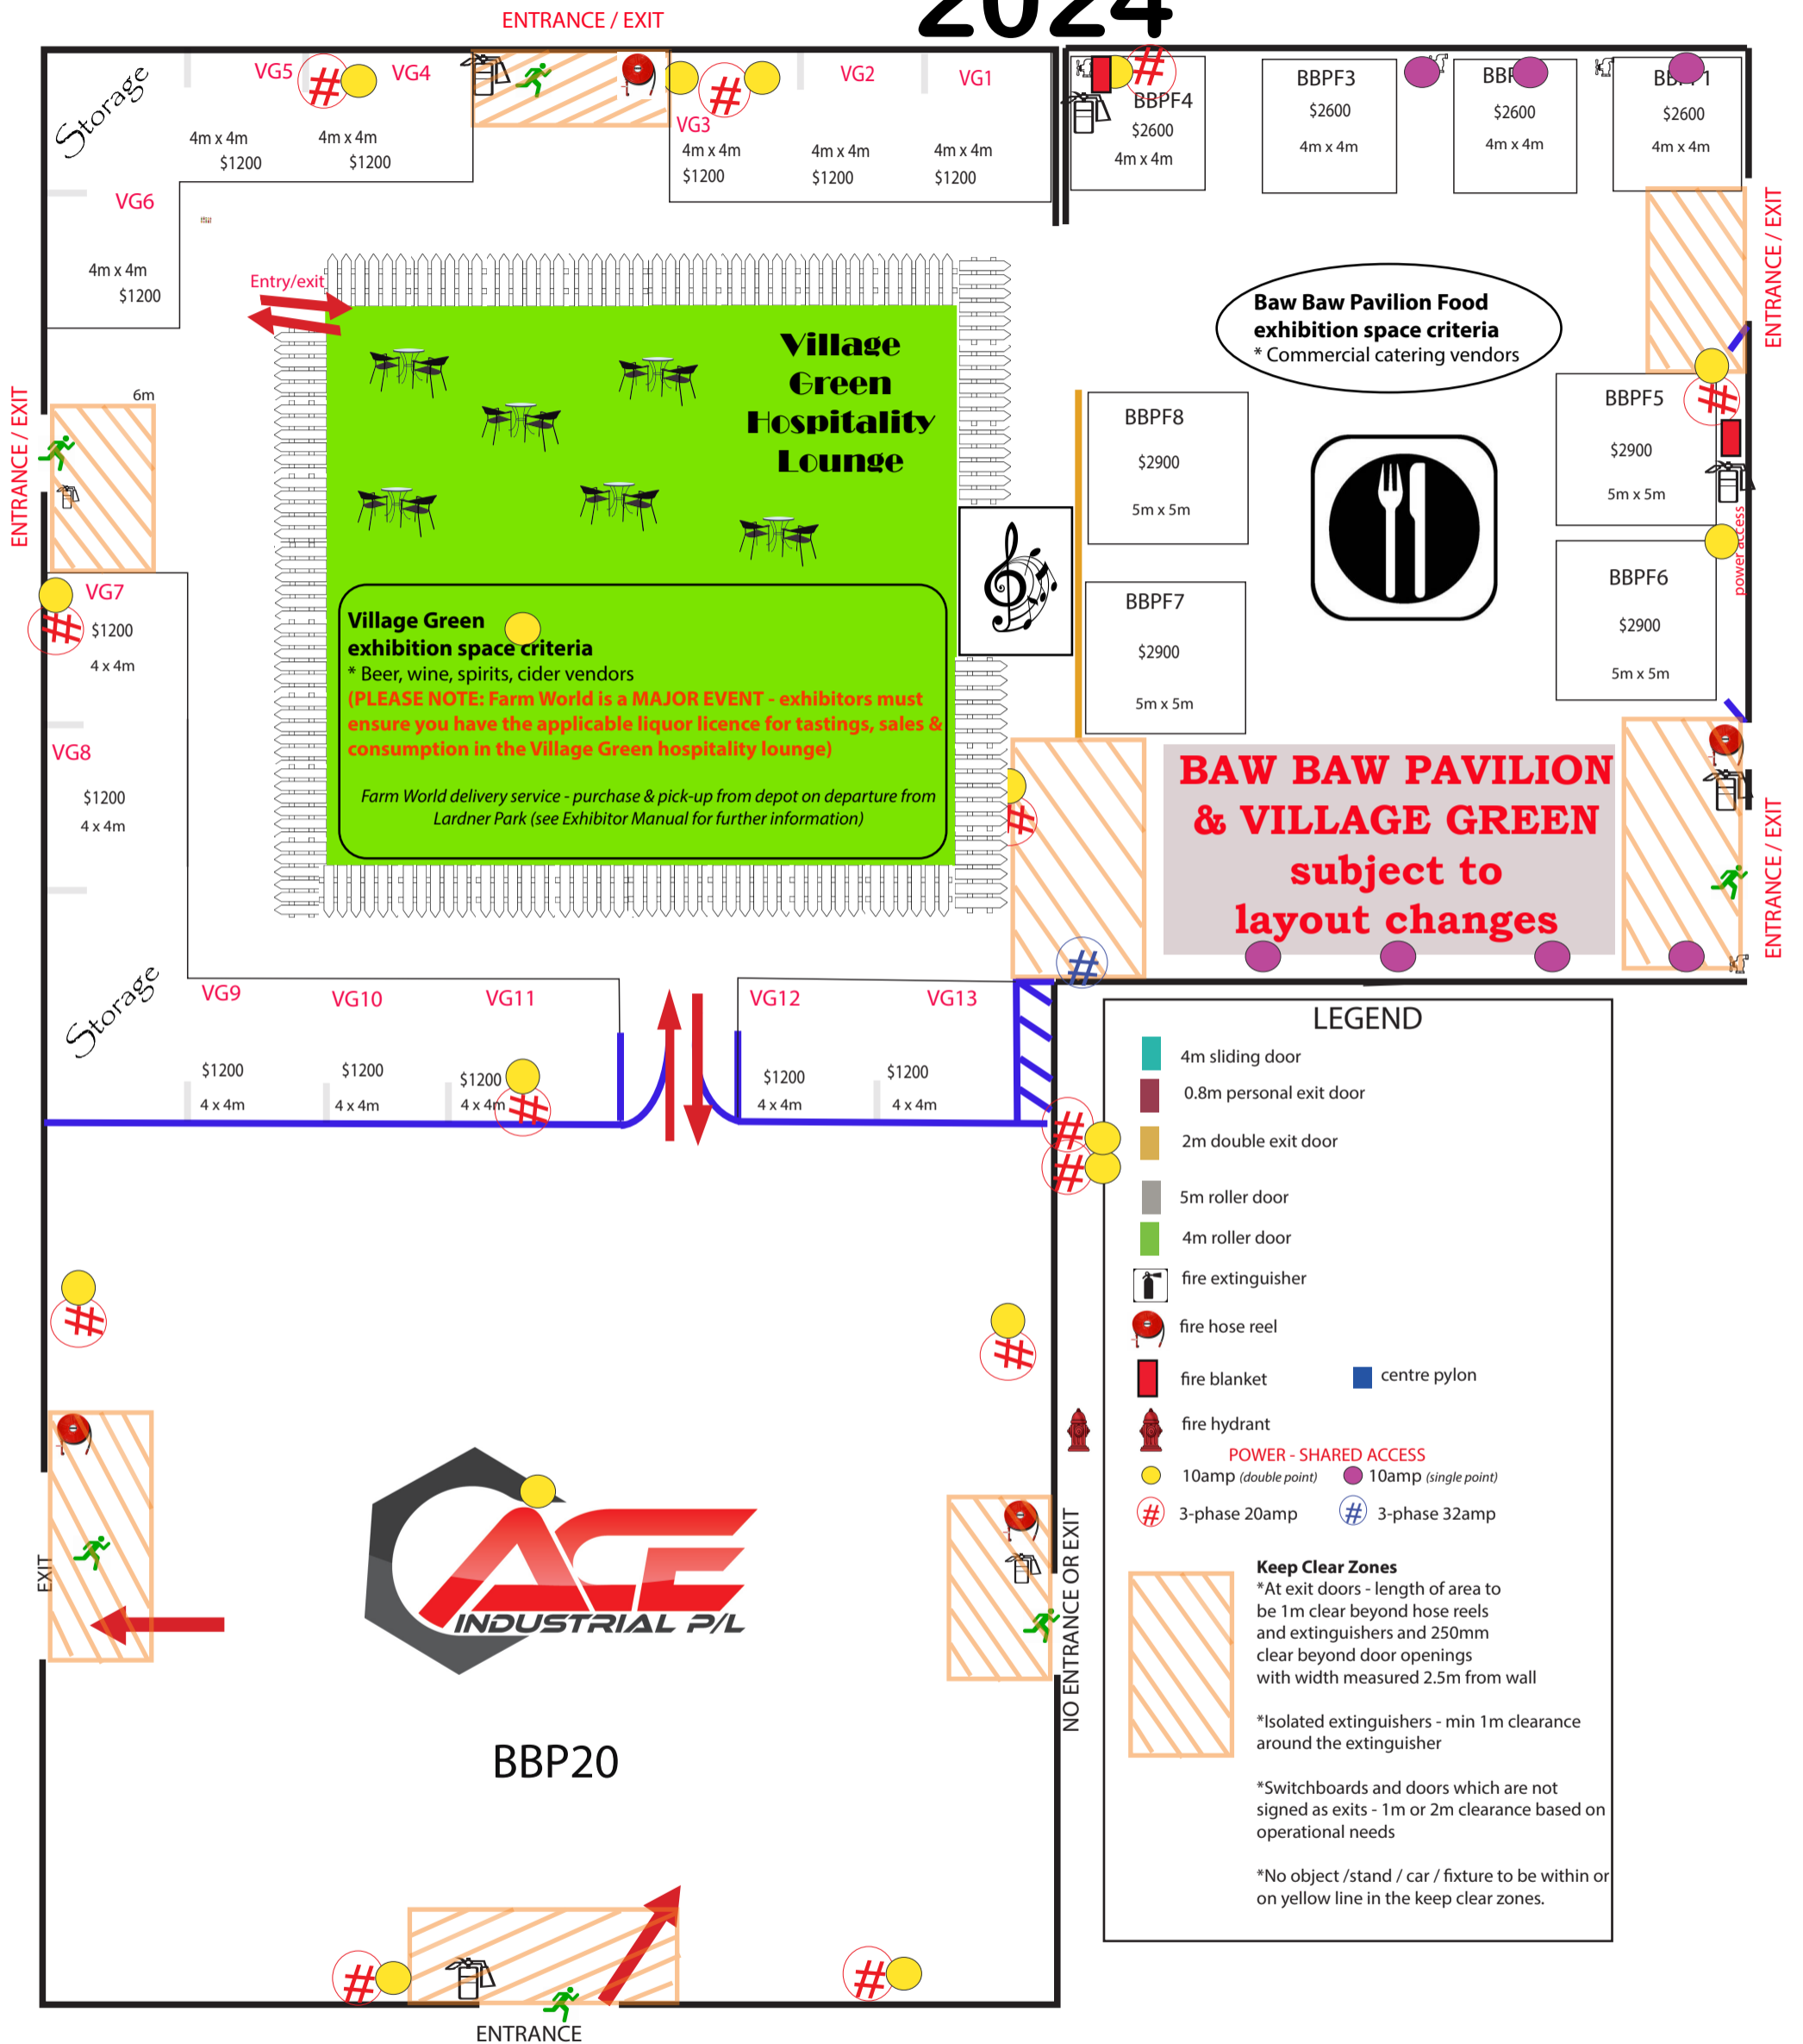 2024
ENTRANCE / EXIT
Storage
VG5
VG4
4m x 4m
$1200
4m x 4m
$1200
VG3
4m x 4m
$1200
VG2
4m x 4m
$1200
VG1
4m x 4m
$1200
BBPF4
$2600
4m x 4m
BBPF3
$2600
4m x 4m
$2600
4m x 4m
$2600
4m x 4m
VG6
4m x 4m
$1200
ENTRANCE / EXIT
Entry/exit
Village
Green
Hospitality
Lounge
Baw Baw Pavilion Food
exhibition space criteria
* Commercial catering vendors
6m
ENTRANCE / EXIT
BBPF8
$2900
5m x 5m
BBPF5
$2900
5m x 5m
power access
BBPF7
$2900
5m x 5m
BBPF6
$2900
5m x 5m
VG7
$1200
4 x 4m
Village Green
exhibition space criteria
* Beer, wine, spirits, cider vendors
(PLEASE NOTE: Farm World is a MAJOR EVENT - exhibitors must
ensure you have the applicable liquor licence for tastings, sales &
consumption in the Village Green hospitality lounge)
Farm World delivery service - purchase & pick-up from depot on departure from
Lardner Park (see Exhibitor Manual for further information)
VG8
$1200
4 x 4m
BAW BAW PAVILION
& VILLAGE GREEN
subject to
layout changes
ENTRANCE / EXIT
Storage
VG9
$1200
4 x 4m
VG10
$1200
4 x 4m
VG11
$1200
4 x 4m
VG12
$1200
4 x 4m
VG13
$1200
4 x 4m
LEGEND
4m sliding door
0.8m personal exit door
2m double exit door
5m roller door
4m roller door
fire extinguisher
fire hose reel
fire blanket
centre pylon
fire hydrant
POWER - SHARED ACCESS
10amp (double point)
10amp (single point)
# 3-phase 20amp
# 3-phase 32amp
Keep Clear Zones
*At exit doors - length of area to
be 1m clear beyond hose reels
and extinguishers and 250mm
clear beyond door openings
with width measured 2.5m from wall
*Isolated extinguishers - min 1m clearance
around the extinguisher
*Switchboards and doors which are not
signed as exits - 1m or 2m clearance based on
operational needs
*No object /stand / car / fixture to be within or
on yellow line in the keep clear zones.
EXIT
ACE
INDUSTRIAL P/L
NO ENTRANCE OR EXIT
BBP20
ENTRANCE